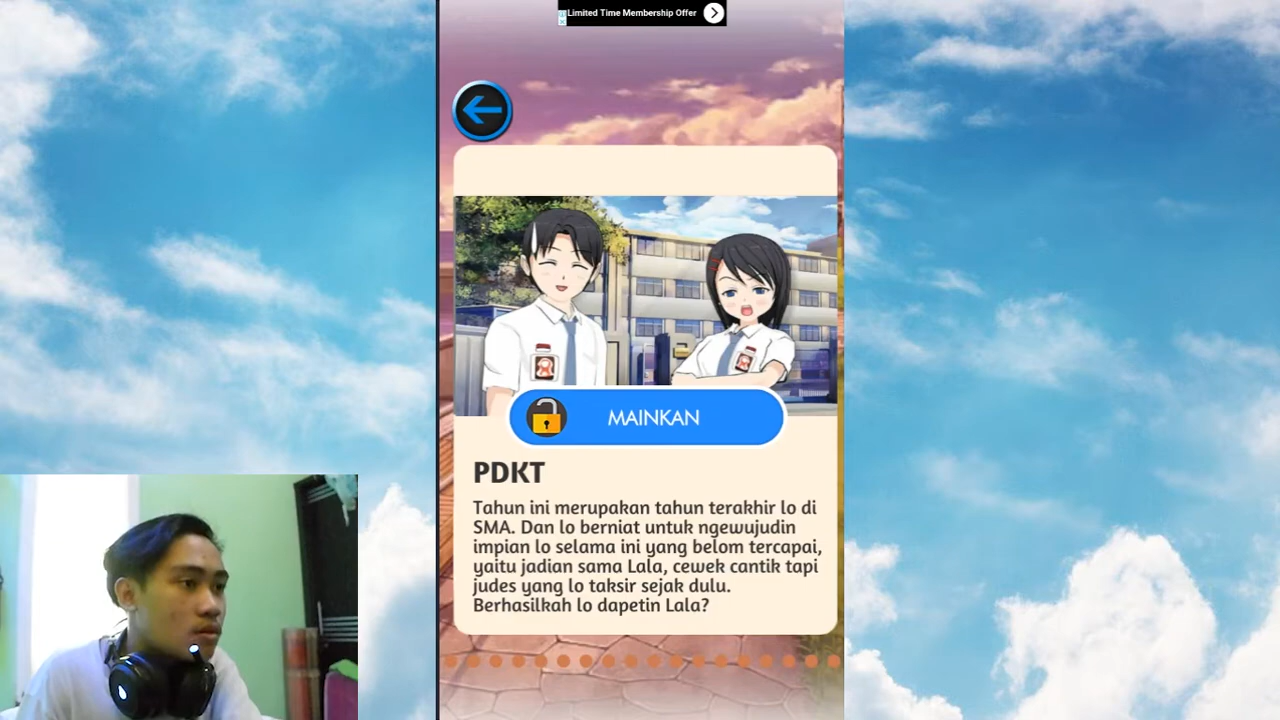 Limited Time Membership Offer
MAINKAN
PDKT
Tahun ini merupakan tahun terakhir lo di
SMA. Dan lo berniat untuk ngewujudin
impian lo selama ini yang belom tercapai,
yaitu jadian sama Lala, cewek cantik tapi
judes yang lo taksir sejak dulu.
Berhasilkah lo dapetin Lala?